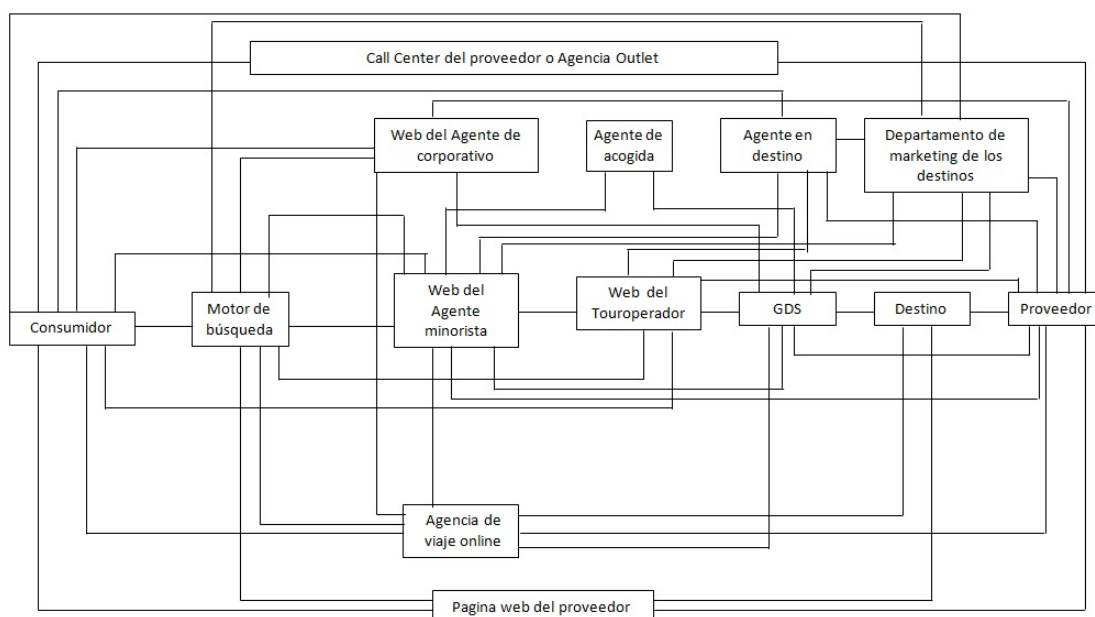 Call Center del proveedor o Agencia Outlet
Web del Agente de
corporativo
Agente de
acogida
Agente en
destino
Departamento de
marketing de los
destinos
Consumidor
Motor de
búsqueda
Web del
Agente
minorista
Web del
Touroperador
GDS
Destino
Proveedor
Agencia de
viaje online
Pagina web del proveedor